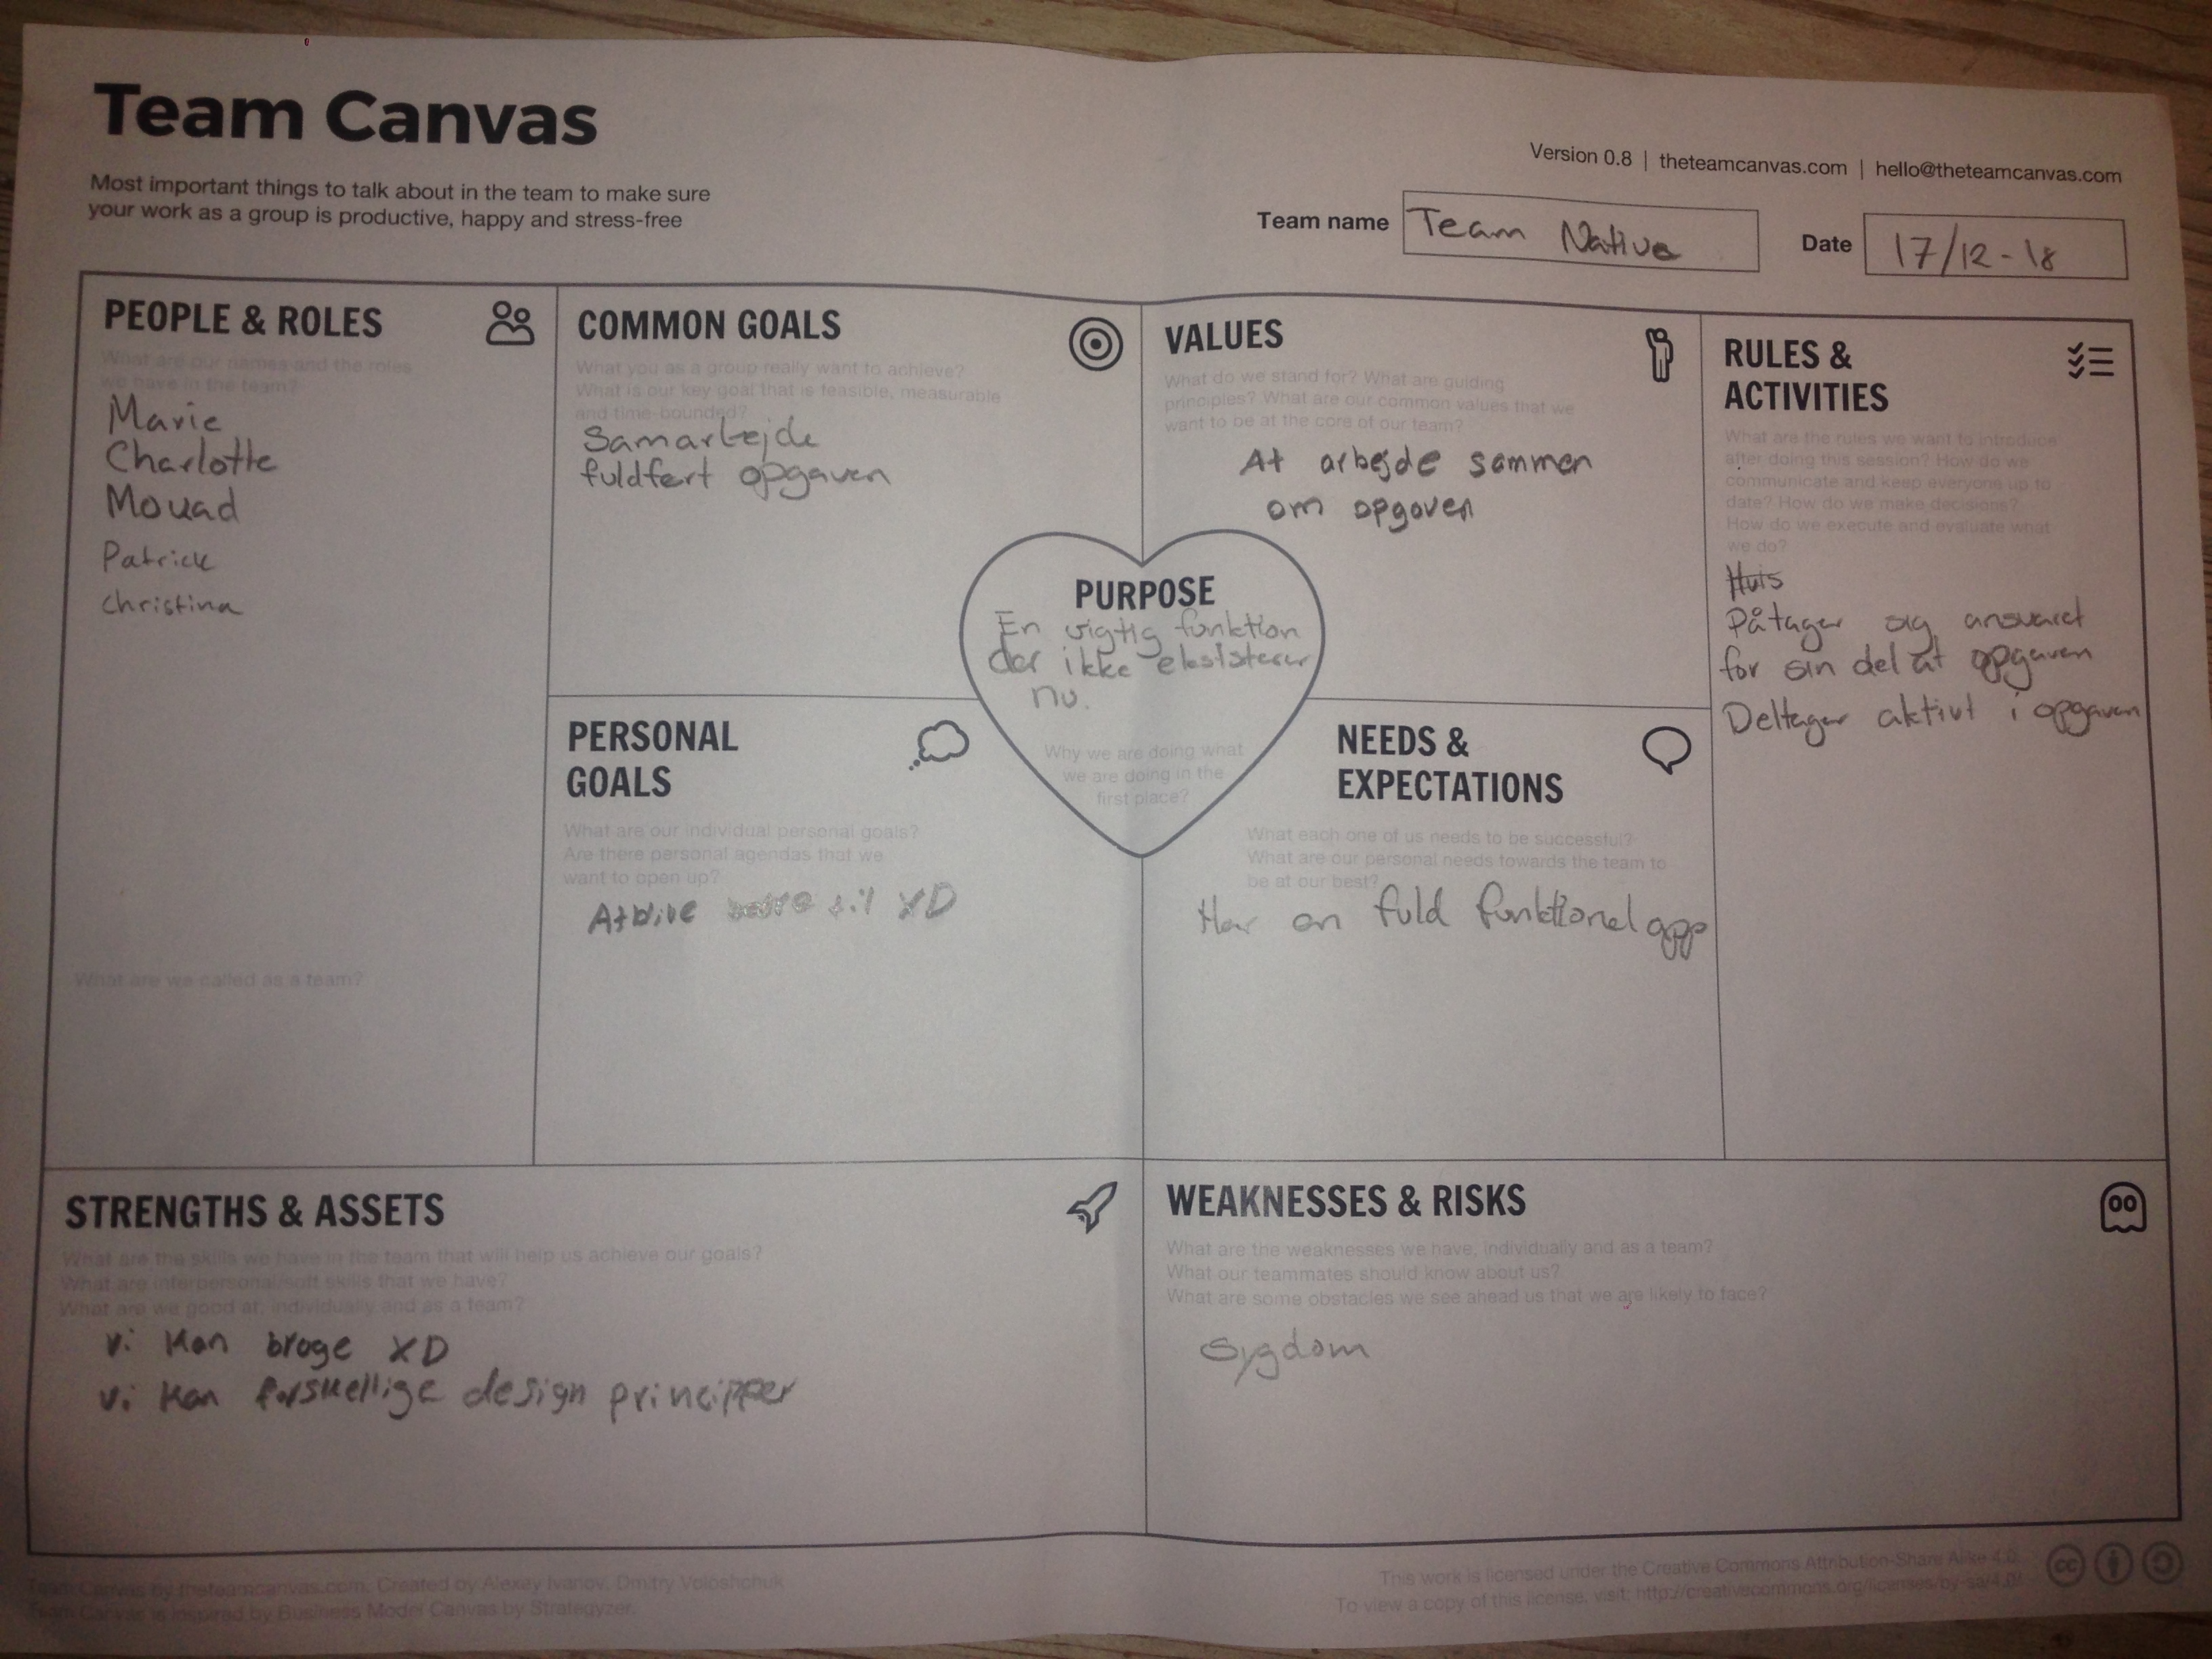 Team Canvas
Most important things to talk about in the team to make sure
your work as a group is productive, happy and stress-free
Version 0.8 | theteamcanvas.com | hello@theteamcanvas.com
Team name
Team Native
Date
17/12-18
PEOPLE & ROLES
What are our names and the roles
we have in the team?
Marie
Charlotte
Mouad
Patrick
Christina
What are we called as a team?
COMMON GOALS
What you as a group really want to achieve?
What is our key goal that is feasible, measurable
and time-bounded?
Samarbejde
fuldført opgaven
VALUES
What do we stand for? What are guiding
principles? What are our common values that we
want to be at the core of our team?
At arbejde sammen
om opgaven
RULES &
ACTIVITIES
What are the rules we want to introduce
after doing this session? How do we
communicate and keep everyone up to
date? How do we make decisions?
How do we execute and evaluate what
we do?
Påtager sig ansvaret
for sin del af opgaven
Deltager aktivt i opgaven
PURPOSE
En vigtig funktion
der ikke eksisterer
nu.
Why we are doing what
we are doing in the
first place?
PERSONAL
GOALS
What are our individual personal goals?
Are there personal agendas that we
want to open up?
At blive til XD
NEEDS &
EXPECTATIONS
What each one of us needs to be successful?
What are our personal needs towards the team to
be at our best?
Har en fuld funktionel app
STRENGTHS & ASSETS
What are the skills we have in the team that will help us achieve our goals?
What are interpersonal/soft skills that we have?
What are we good at, individually and as a team?
Vi kan bruge XD
Vi kan forskellige design principper
WEAKNESSES & RISKS
What are the weaknesses we have, individually and as a team?
What our teammates should know about us?
What are some obstacles we see ahead us that we are likely to face?
Sygdom
Team Canvas by theteamcanvas.com. Created by Alexey Ivanov, Dmitry Voloshchuk
Team Canvas is inspired by Business Model Canvas by Strategyzer.
This work is licensed under the Creative Commons Attribution-Share Alike 4.0.
To view a copy of this license, visit: http://creativecommons.org/licenses/by-sa/4.0/